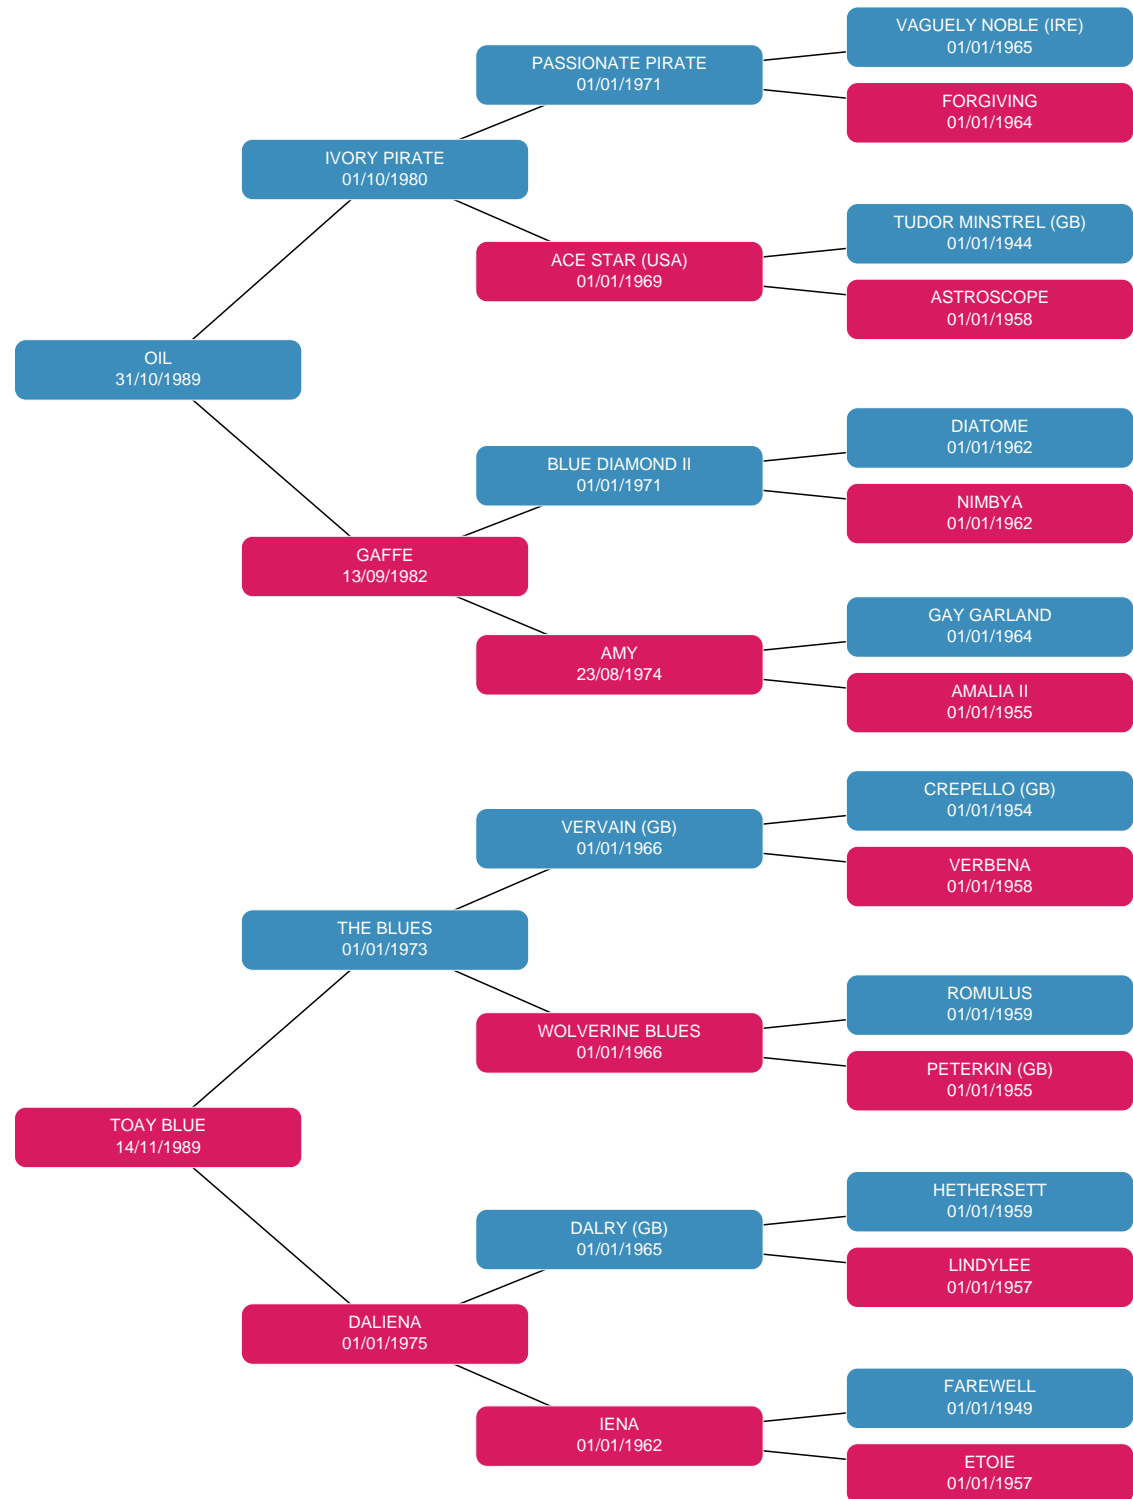 VAGUELY NOBLE (IRE)
01/01/1965
PASSIONATE PIRATE
01/01/1971
FORGIVING
01/01/1964
IVORY PIRATE
01/10/1980
TUDOR MINSTREL (GB)
01/01/1944
ACE STAR (USA)
01/01/1969
ASTROSCOPE
01/01/1958
OIL
31/10/1989
DIATOME
01/01/1962
BLUE DIAMOND II
01/01/1971
NIMBYA
01/01/1962
GAFFE
13/09/1982
GAY GARLAND
01/01/1964
AMY
23/08/1974
AMALIA II
01/01/1955
CREPELLO (GB)
01/01/1954
VERVAIN (GB)
01/01/1966
VERBENA
01/01/1958
THE BLUES
01/01/1973
ROMULUS
01/01/1959
WOLVERINE BLUES
01/01/1966
PETERKIN (GB)
01/01/1955
TOAY BLUE
14/11/1989
HETHERSETT
01/01/1959
DALRY (GB)
01/01/1965
LINDYLEE
01/01/1957
DALIENA
01/01/1975
FAREWELL
01/01/1949
IENA
01/01/1962
ETOIE
01/01/1957